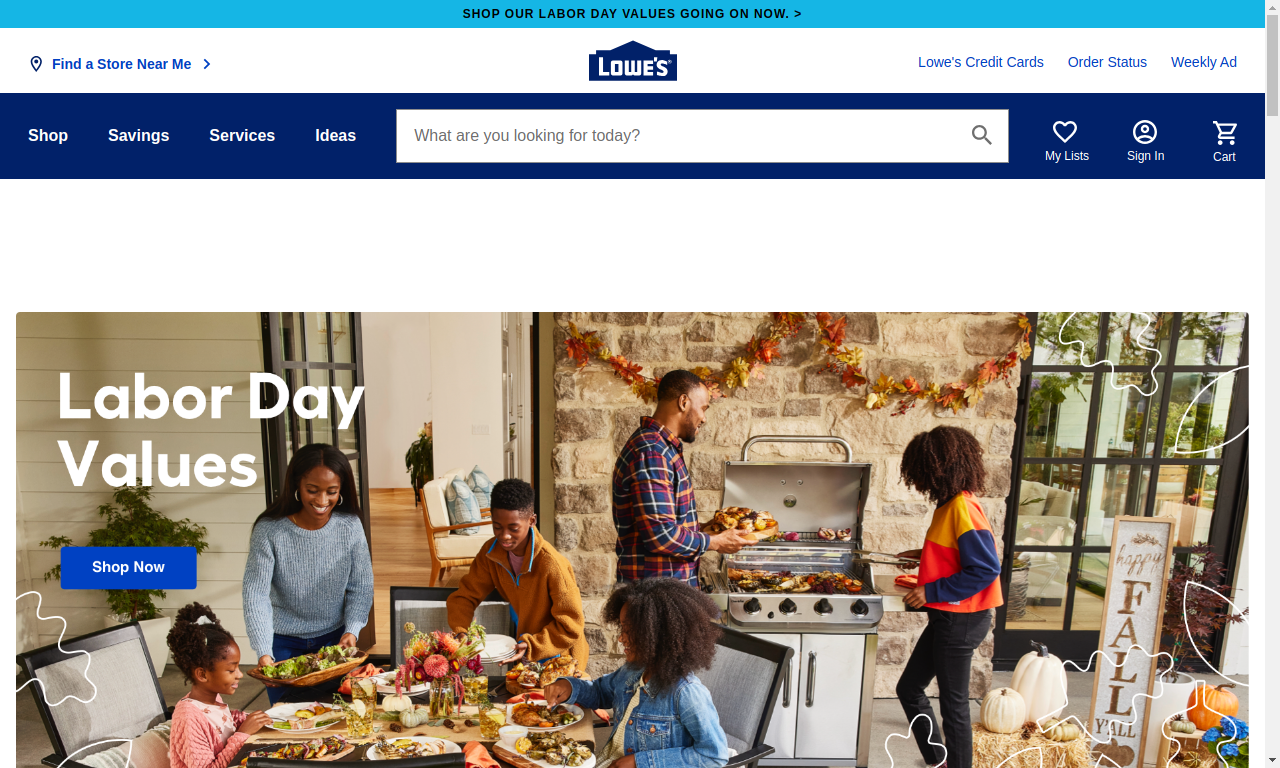 SHOP OUR LABOR DAY VALUES GOING ON NOW. >
Find a Store Near Me
LOWE'S
Lowe's Credit Cards
Order Status
Weekly Ad
Shop
Savings
Services
Ideas
What are you looking for today?
My Lists
Sign In
Cart
Labor Day
Values
Shop Now
happy
FALL
Y'ALL